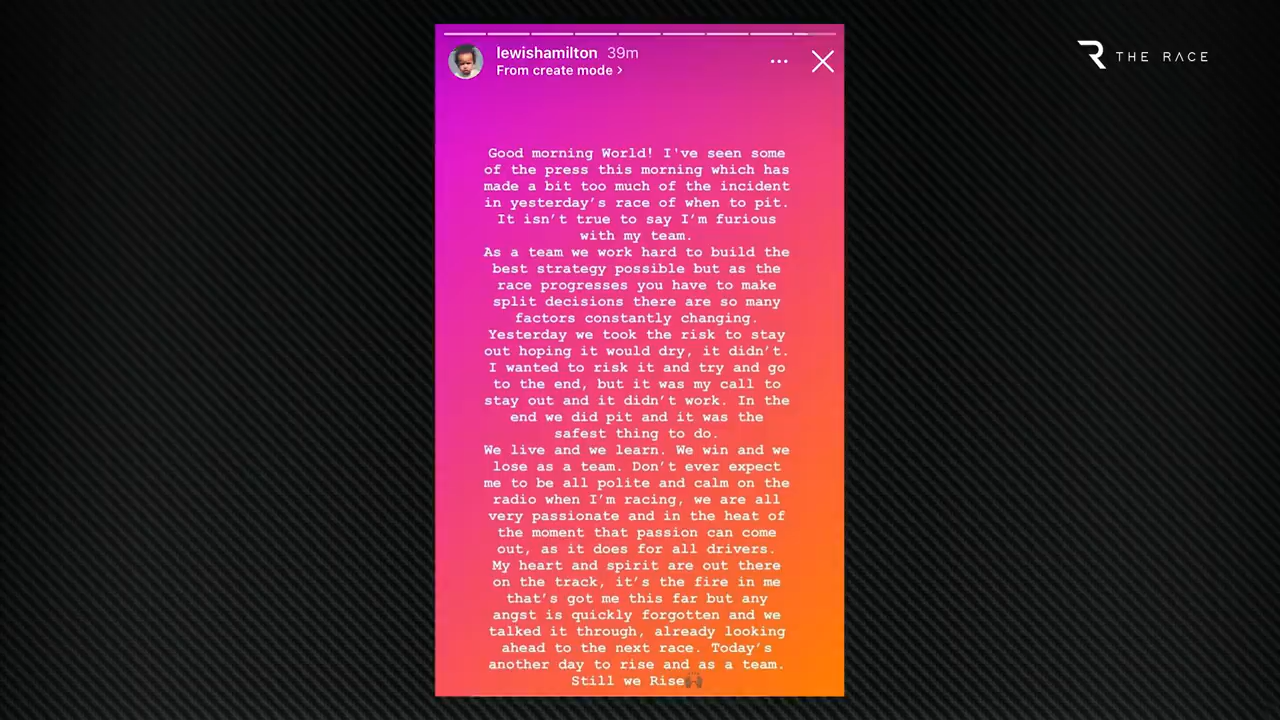 lewishamilton 39m
From create mode ›
THE RACE
Good morning World! I've seen some
of the press this morning which has
made a bit too much of the incident
in yesterday's race of when to pit.
It isn't true to say I'm furious
with my team.
As a team we work hard to build the
best strategy possible but as the
race progresses you have to make
split decisions there are so many
factors constantly changing.
Yesterday we took the risk to stay
out hoping it would dry, it didn't.
I wanted to risk it and try and go
to the end, but it was my call to
stay out and it didn't work. In the
end we did pit and it was the
safest thing to do.
We live and we learn. We win and we
lose as a team. Don't ever expect
me to be all polite and calm on the
radio when I'm racing, we are all
very passionate and in the heat of
the moment that passion can come
out, as it does for all drivers.
My heart and spirit are out there
on the track, it's the fire in me
that's got me this far but any
angst is quickly forgotten and we
talked it through, already looking
ahead to the next race. Today's
another day to rise and as a team.
Still we Rise🙌🏾